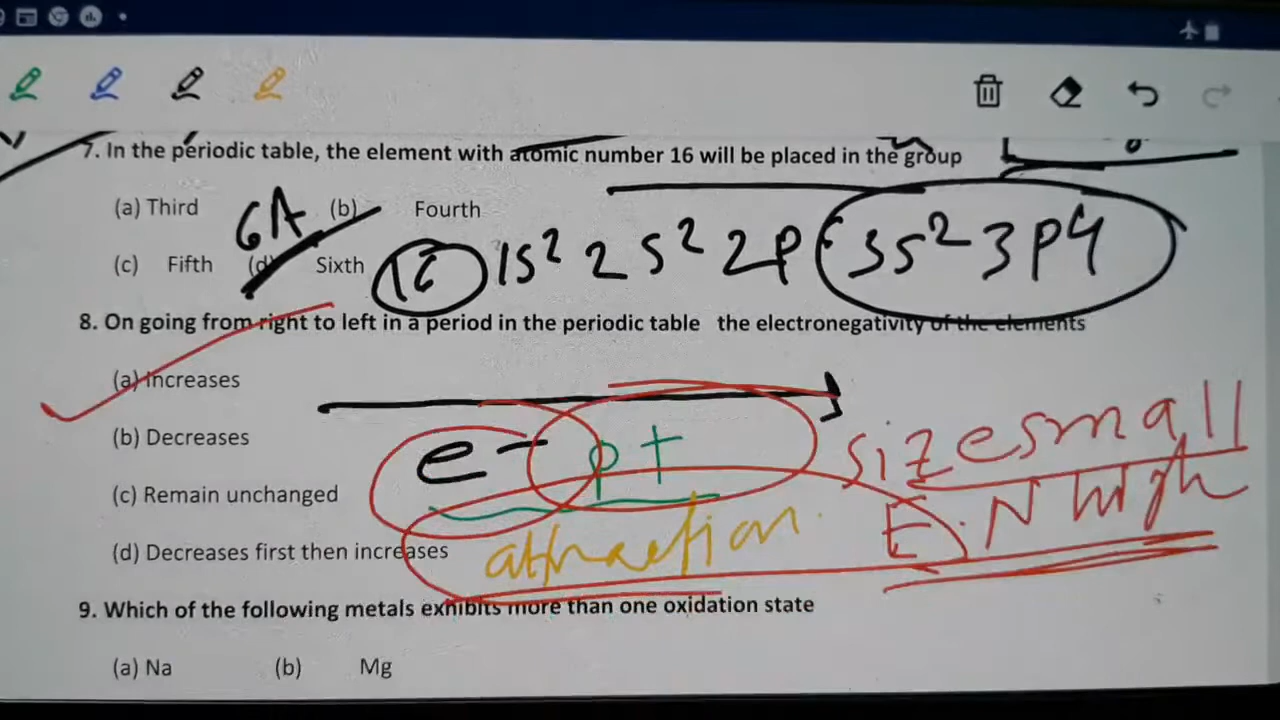 7. In the periodic table, the element with atomic number 16 will be placed in the group
(a) Third (b) Fourth
6A
(c) Fifth (d) Sixth
16 1s² 2s² 2p⁶ 3s² 3p4
8. On going from right to left in a period in the periodic table the electronegativity of the elements
(a) Increases
(b) Decreases
e- p+
size small
(c) Remain unchanged
E.N high
(d) Decreases first then increases
attraction
9. Which of the following metals exhibits more than one oxidation state
(a) Na (b) Mg